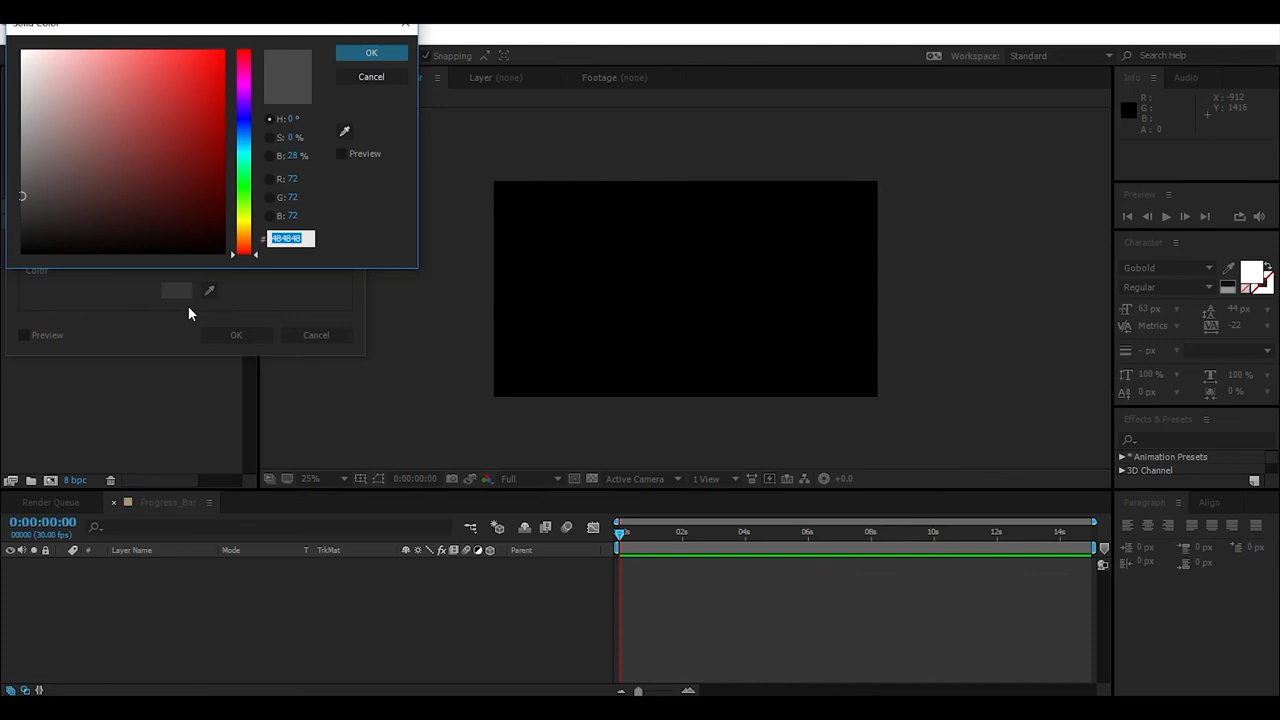 Solid Color
OK
Cancel
H: 0 °
S: 0 %
B: 28 %
Preview
R: 72
G: 72
B: 72
# 484848
Color
Preview
OK
Cancel
Snapping
Workspace: Standard
Search Help
Layer (none)
Footage (none)
Info
Audio
R:
G:
B:
A: 0
X: -912
Y: 1416
Preview
Character
Gobold
Regular
63 px
44 px
Metrics
-22
- px
100 %
100 %
0 px
0 %
Effects & Presets
* Animation Presets
3D Channel
8 bpc
25%
0:00:00:00
Full
Active Camera
1 View
+0.0
Render Queue
Progress_Bar
Paragraph
Align
0:00:00:00
00000 (30.00 fps)
02s
04s
06s
08s
10s
12s
14s
#
Layer Name
Mode
T
TrkMat
Parent
0 px
0 px
0 px
0 px
0 px